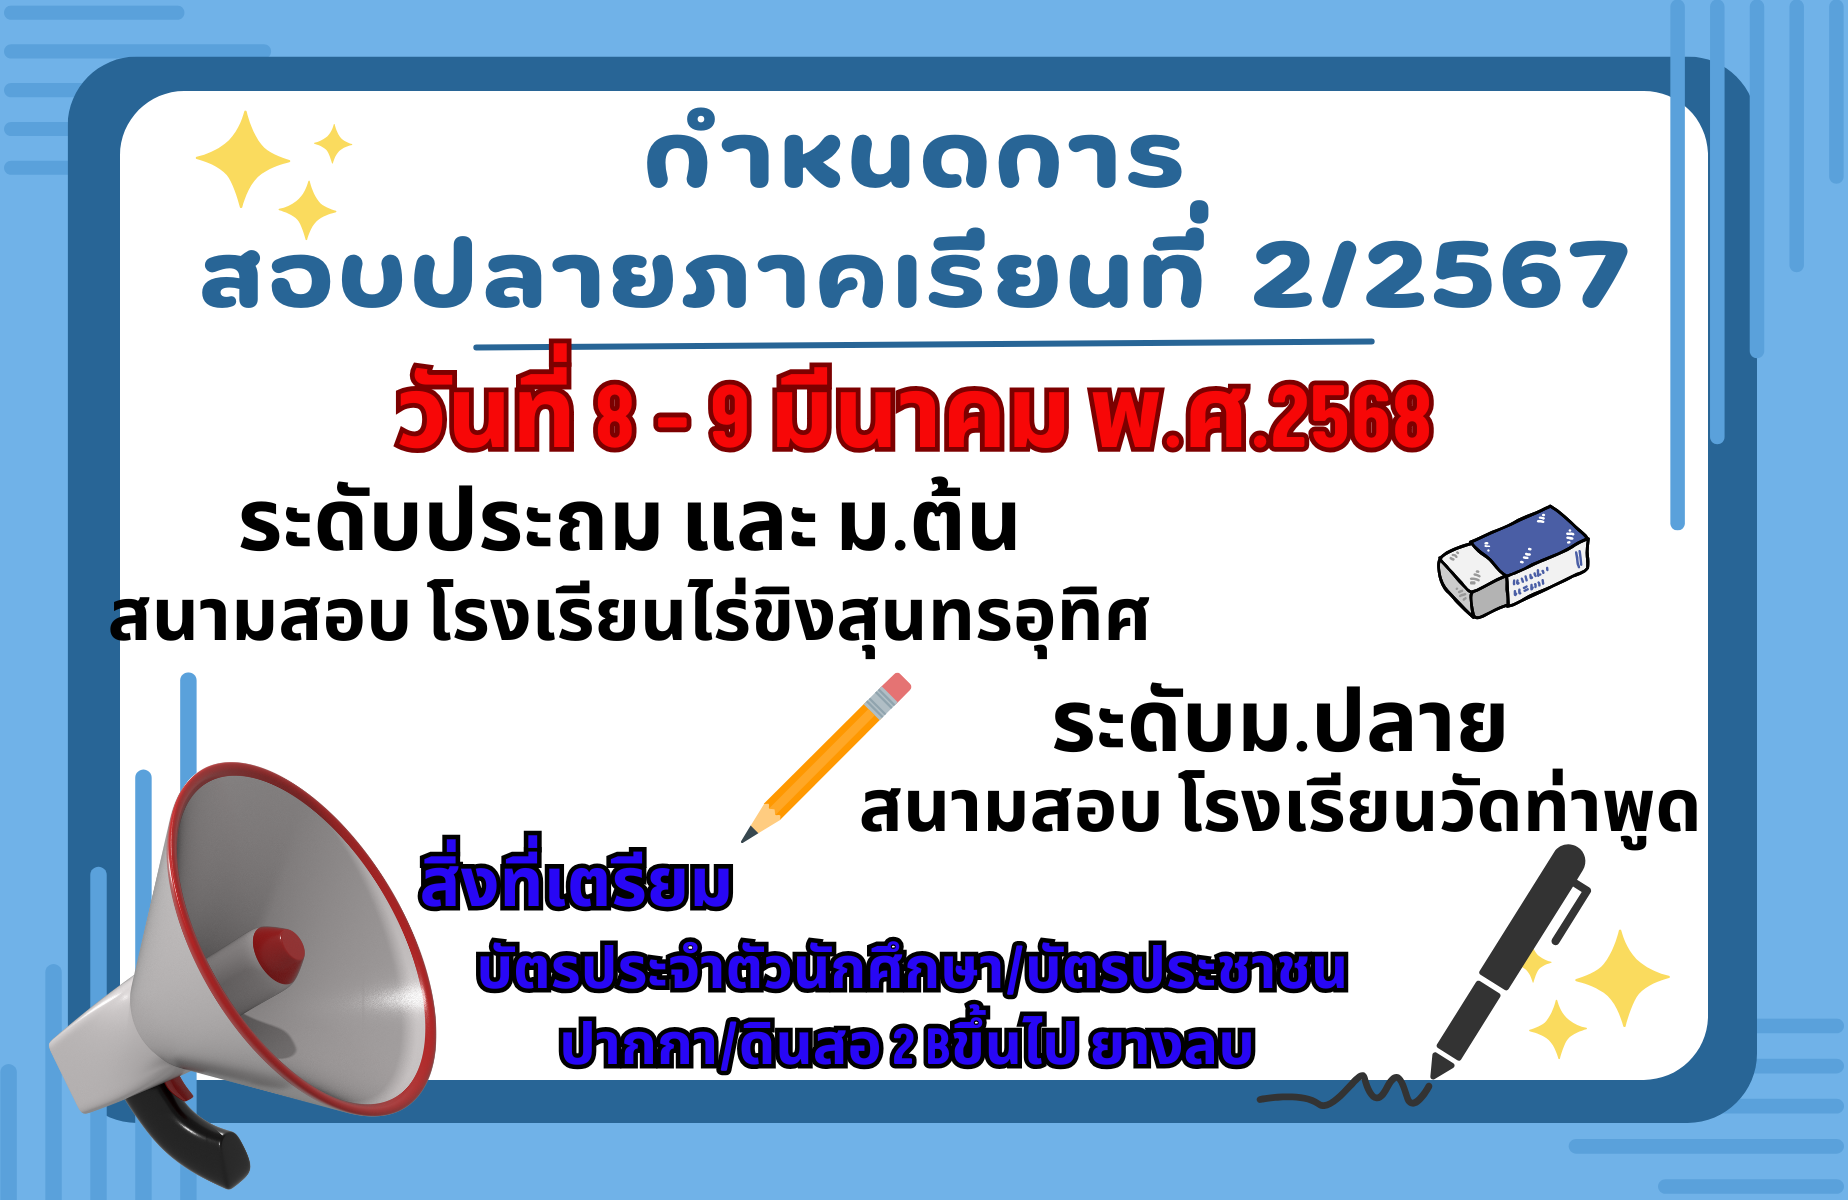 กำหนดการ
สอบปลายภาคเรียนที่ 2/2567
วันที่ 8 - 9 มีนาคม พ.ศ.2568
ระดับประถม และ ม.ต้น
สนามสอบ โรงเรียนไร่ขิงสุนทรอุทิศ
ระดับม.ปลาย
สนามสอบ โรงเรียนวัดท่าพูด
สิ่งที่เตรียม
บัตรประจำตัวนักศึกษา/บัตรประชาชน
ปากกา/ดินสอ 2 Bขึ้นไป ยางลบ